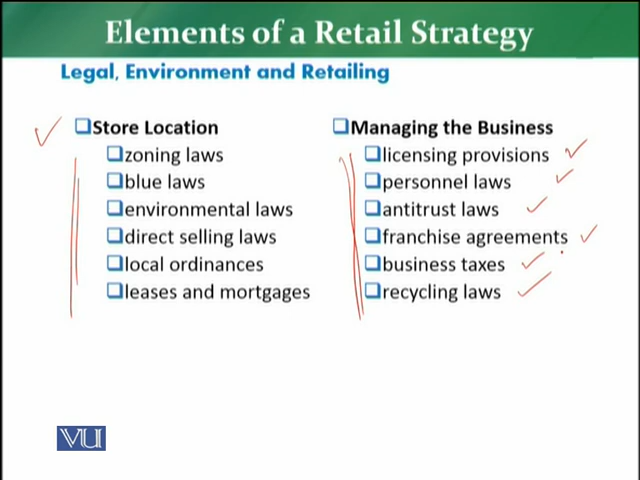 Elements of a Retail Strategy
Legal, Environment and Retailing
Store Location
zoning laws
blue laws
environmental laws
direct selling laws
local ordinances
leases and mortgages
Managing the Business
licensing provisions
personnel laws
antitrust laws
franchise agreements
business taxes
recycling laws
VU